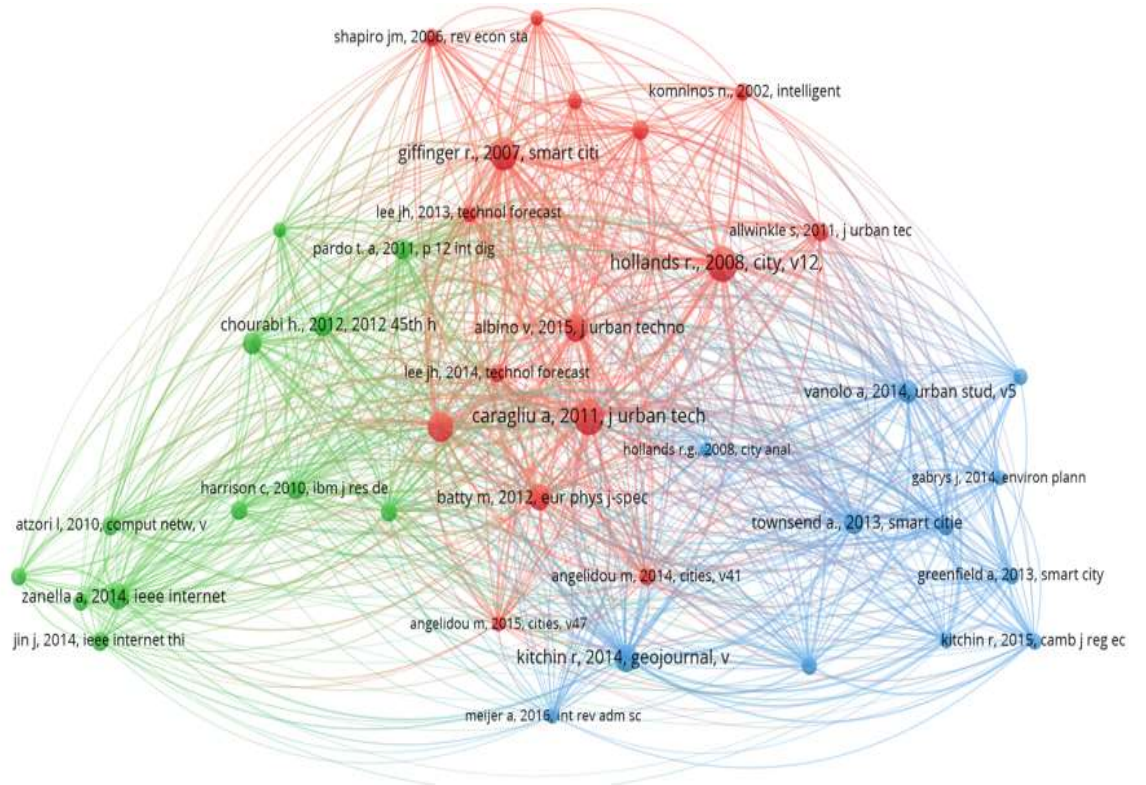 shapiro jm, 2006, rev econ sta
komninos n., 2002, intelligent
giffinger r., 2007, smart citi
lee jh, 2013, technol forecast
allwinkle s, 2011, j urban tec
pardo t. a, 2011, p 12 int dig
hollands r., 2008, city, v12,
chourabi h., 2012, 2012 45th h
albino v, 2015, j urban techno
lee jh, 2014, technol forecast
vanolo a, 2014, urban stud, v5
caragliu a, 2011, j urban tech
hollands r.g., 2008, city anal
gabrys j, 2014, environ plann
harrison c, 2010, ibm j res de
batty m, 2012, eur phys j-spec
atzori l, 2010, comput netw, v
townsend a., 2013, smart citie
angelidou m, 2014, cities, v41
greenfield a, 2013, smart city
zanella a, 2014, ieee internet
angelidou m, 2015, cities, v47
jin j, 2014, ieee internet thi
kitchin r, 2015, camb j reg ec
kitchin r, 2014, geojournal, v
meijer a, 2016, int rev adm sc